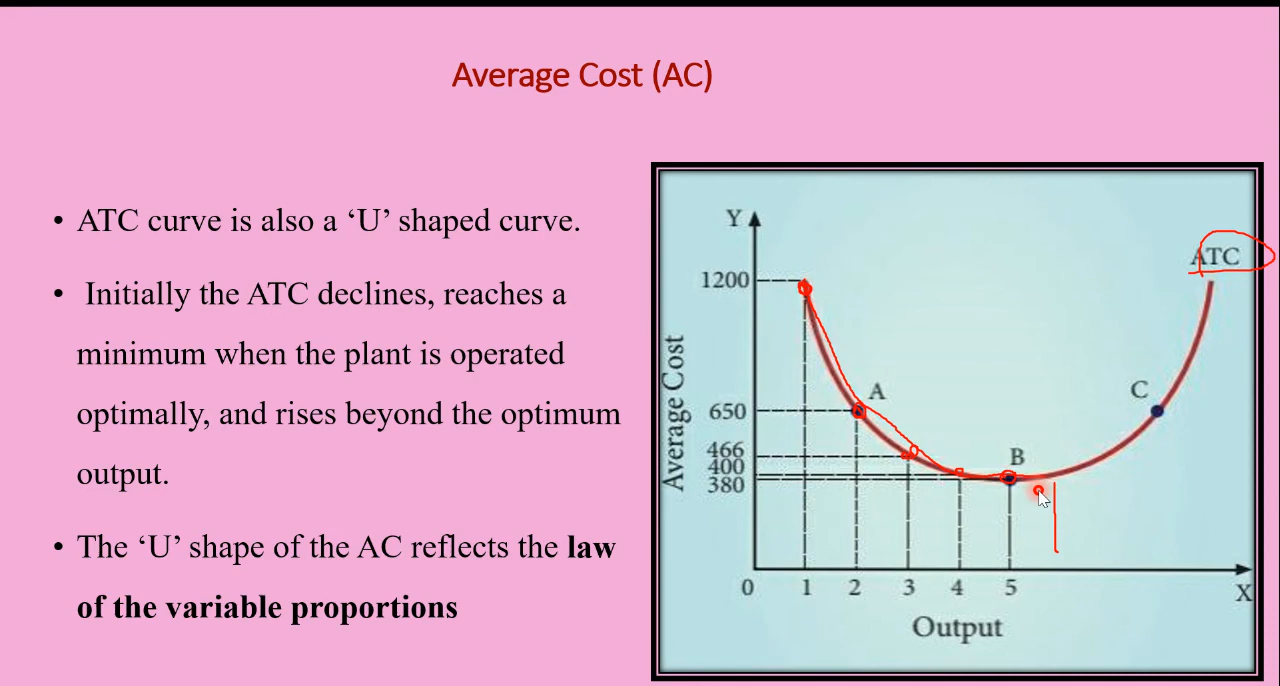 Average Cost (AC)
• ATC curve is also a ‘U’ shaped curve.
• Initially the ATC declines, reaches a
minimum when the plant is operated
optimally, and rises beyond the optimum
output.
• The ‘U’ shape of the AC reflects the law
of the variable proportions
Y
ATC
1200
A
C
650
B
466
400
380
Average Cost
0 1 2 3 4 5
X
Output